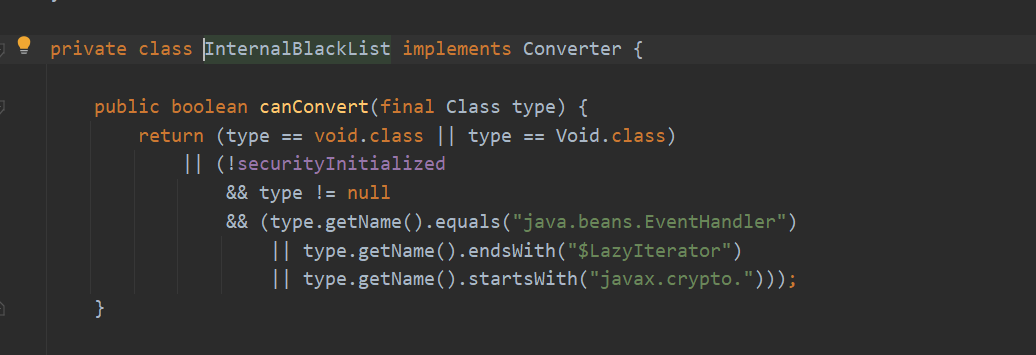 private class InternalBlackList implements Converter {
public boolean canConvert(final Class type) {
return (type == void.class || type == Void.class)
|| (!securityInitialized
&& type != null
&& (type.getName().equals("java.beans.EventHandler")
|| type.getName().endsWith("$LazyIterator")
|| type.getName().startsWith("javax.crypto.")));
}